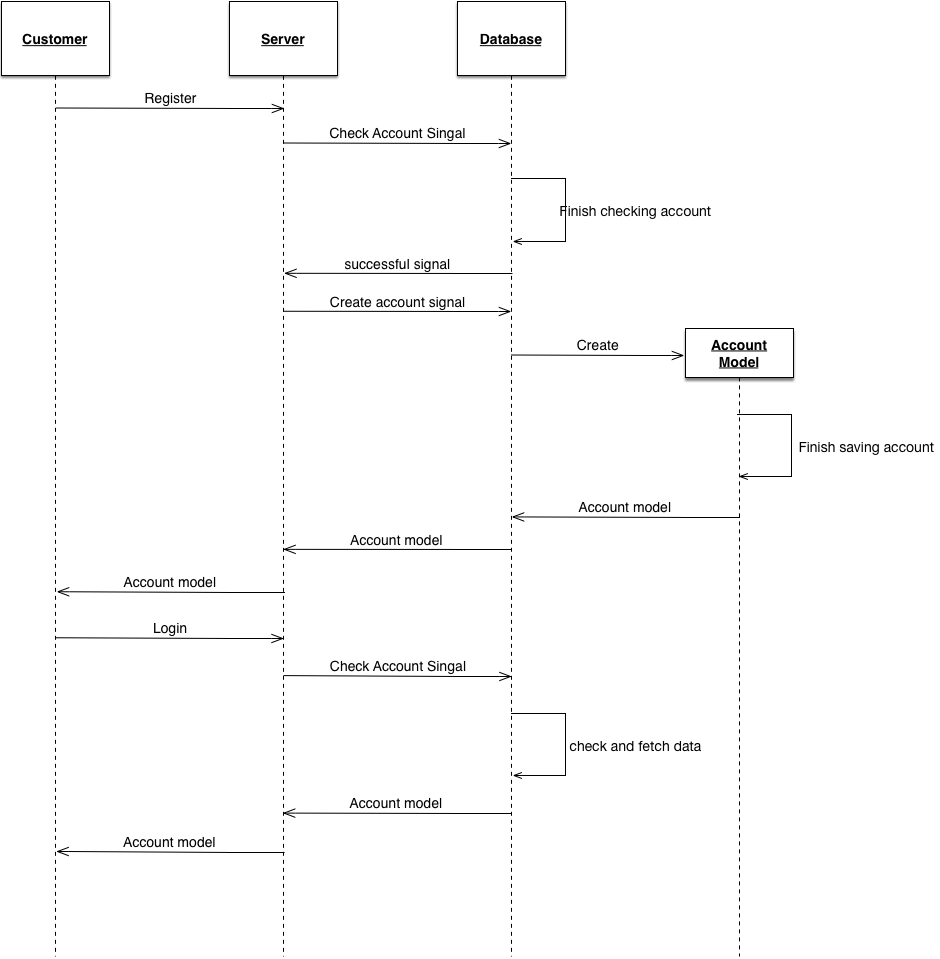 Customer
Server
Database
Register
Check Account Singal
Finish checking account
successful signal
Create account signal
Create
Account
Model
Finish saving account
Account model
Account model
Account model
Login
Check Account Singal
check and fetch data
Account model
Account model